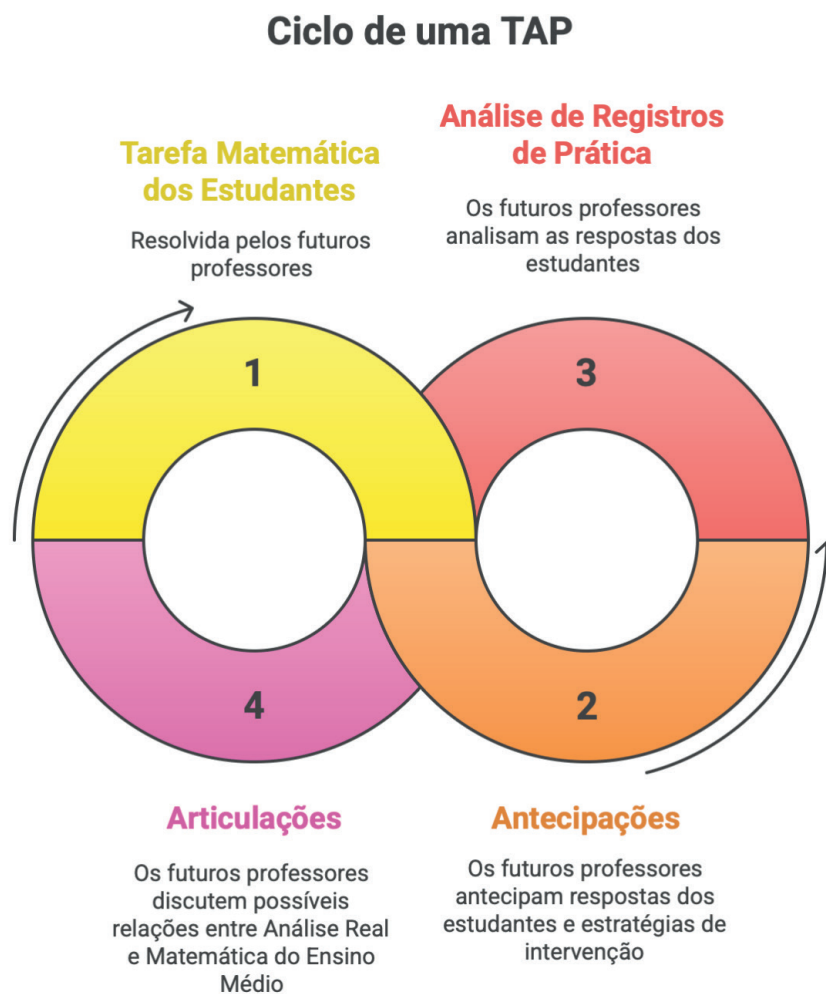 Ciclo de uma TAP
Tarefa Matemática
dos Estudantes
Resolvida pelos futuros
professores
Análise de Registros
de Prática
Os futuros professores
analisam as respostas dos
estudantes
1
3
4
2
Articulações
Os futuros professores
discutem possíveis
relações entre Análise Real
e Matemática do Ensino
Médio
Antecipações
Os futuros professores
antecipam respostas dos
estudantes e estratégias de
intervenção